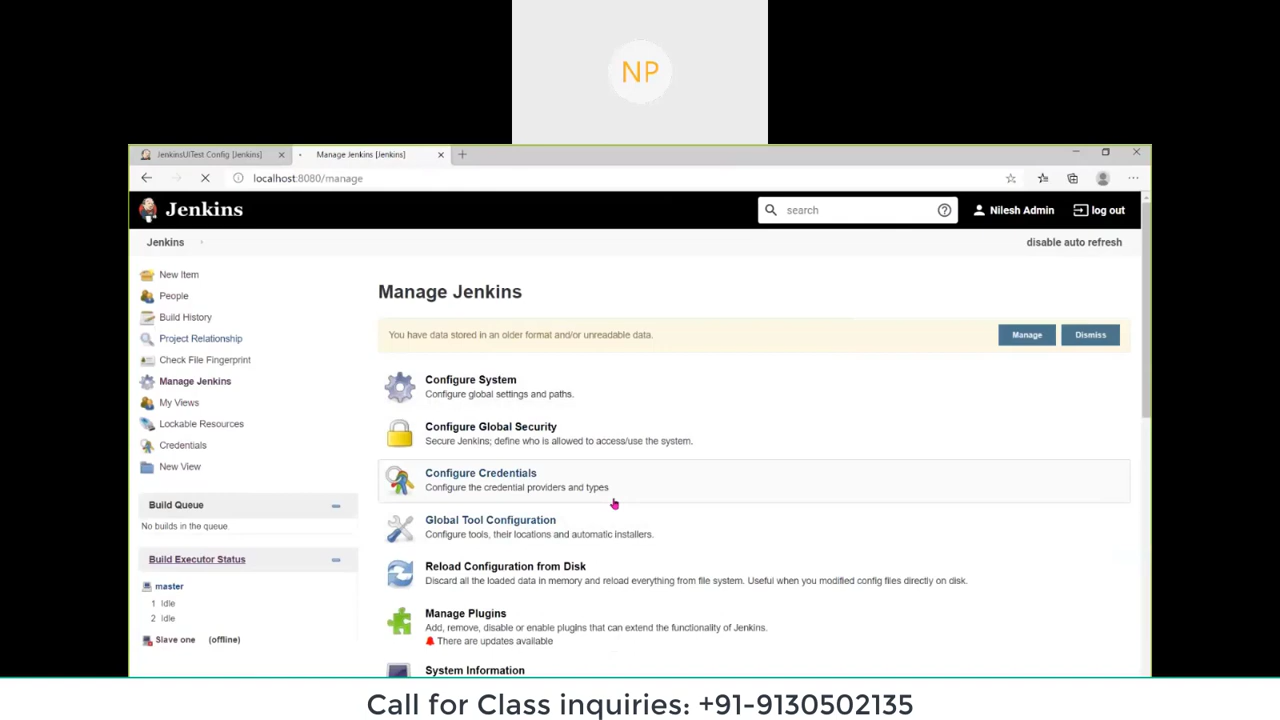 NP
JenkinsUiTest Config [Jenkins]
Manage Jenkins [Jenkins]
localhost:8080/manage
Jenkins
search
Nilesh Admin
log out
Jenkins
disable auto refresh
New Item
People
Build History
Project Relationship
Check File Fingerprint
Manage Jenkins
My Views
Lockable Resources
Credentials
New View
Build Queue
No builds in the queue
Build Executor Status
master
1 Idle
2 Idle
Slave one (offline)
Manage Jenkins
You have data stored in an older format and/or unreadable data.
Manage
Dismiss
Configure System
Configure global settings and paths.
Configure Global Security
Secure Jenkins; define who is allowed to access/use the system.
Configure Credentials
Configure the credential providers and types
Global Tool Configuration
Configure tools, their locations and automatic installers.
Reload Configuration from Disk
Discard all the loaded data in memory and reload everything from file system. Useful when you modified config files directly on disk.
Manage Plugins
Add, remove, disable or enable plugins that can extend the functionality of Jenkins.
There are updates available
System Information
Call for Class inquiries: +91-9130502135